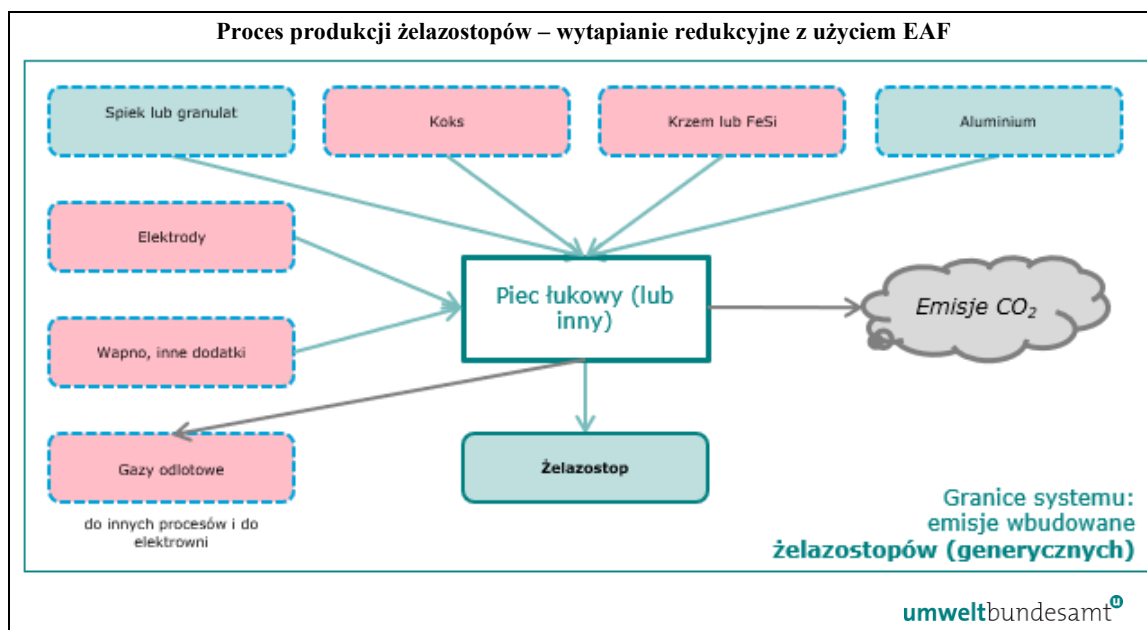 Proces produkcji żelazostopów – wytapianie redukcyjne z użyciem EAF
Spiek lub granulat
Koks
Krzem lub FeSi
Aluminium
Elektrody
Piec łukowy (lub
inny)
Emisje CO₂
Wapno, inne dodatki
Gazy odlotowe
Żelazostop
do innych procesów i do
elektrowni
Granice systemu:
emisje wbudowane
żelazostopów (generycznych)
umweltbundesamt
u